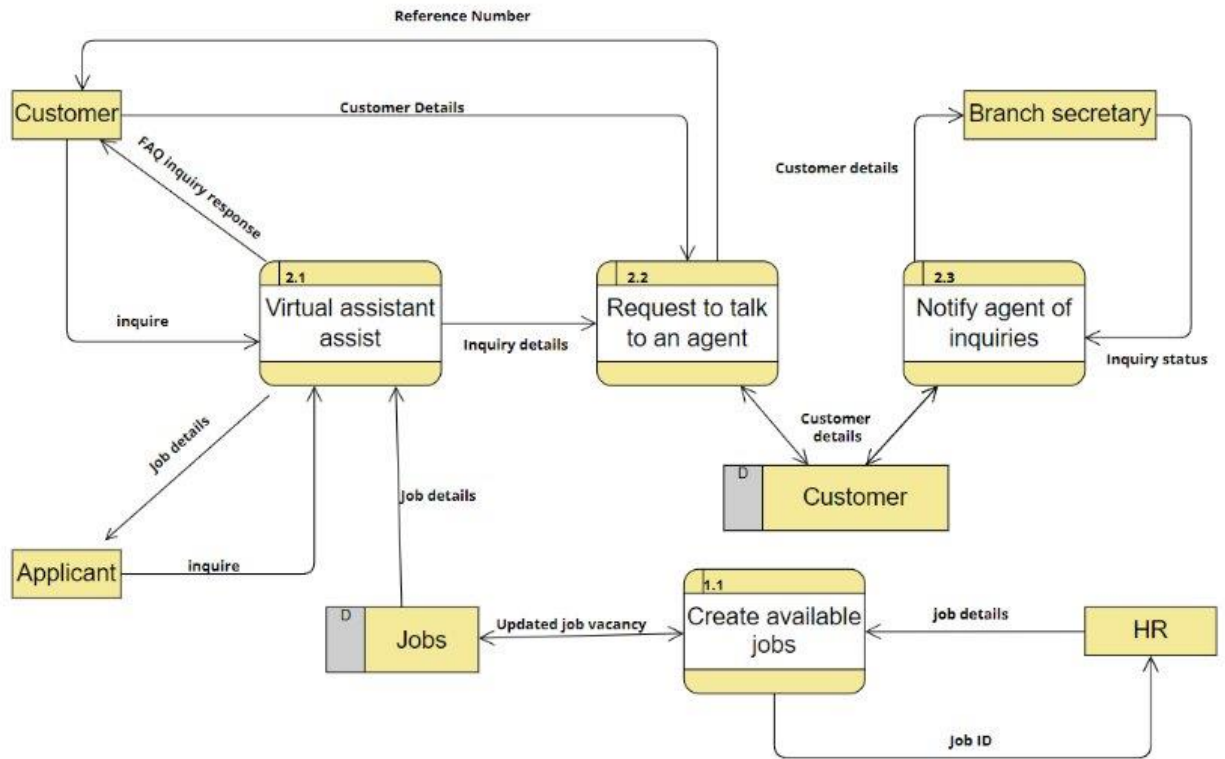 Reference Number
Customer
Customer Details
Branch secretary
FAQ inquiry response
Customer details
2.1
Virtual assistant
assist
2.2
Request to talk
to an agent
2.3
Notify agent of
inquiries
inquire
Inquiry details
Inquiry status
Customer
details
Job details
Job details
D
Customer
Applicant
inquire
D
Jobs
Updated job vacancy
1.1
Create available
jobs
job details
HR
Job ID